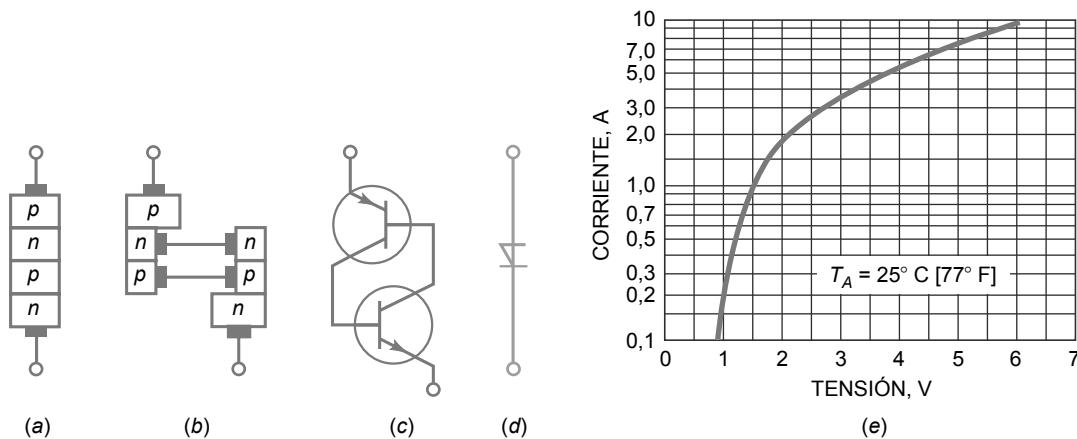 p
n
p
n
(a)
p
n
n
p
p
n
(b)
(c)
(d)
CORRIENTE, A
10
7,0
5,0
3,0
2,0
1,0
0,7
0,5
0,3
0,2
0,1
T_A = 25° C [77° F]
0 1 2 3 4 5 6 7
TENSIÓN, V
(e)